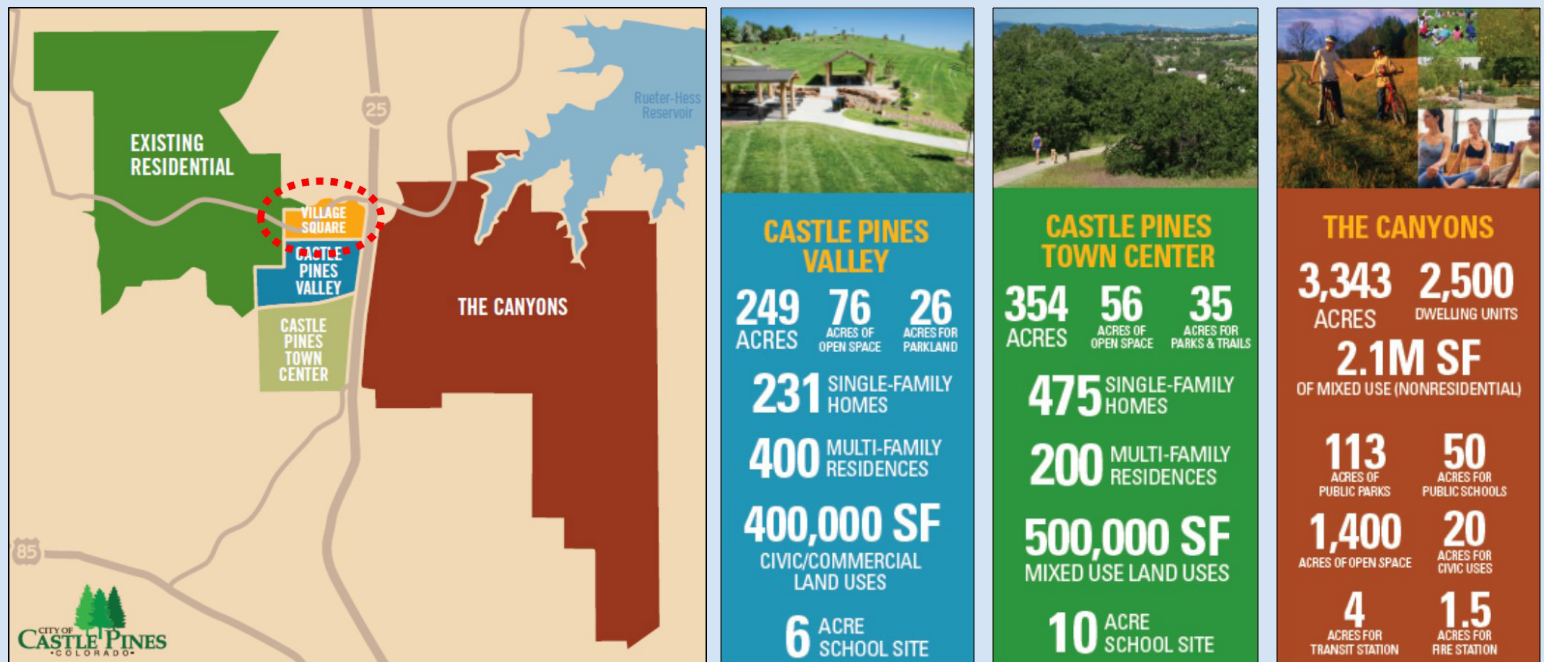 EXISTING
RESIDENTIAL
25
Rueter-Hess
Reservoir
VILLAGE
SQUARE
CASTLE
PINES
VALLEY
CASTLE
PINES
TOWN
CENTER
THE CANYONS
85
CITY OF
CASTLE PINES
•COLORADO•
CASTLE PINES
VALLEY
249
ACRES
76
ACRES OF
OPEN SPACE
26
ACRES FOR
PARKLAND
231 SINGLE-FAMILY
HOMES
400 MULTI-FAMILY
RESIDENCES
400,000 SF
CIVIC/COMMERCIAL
LAND USES
6 ACRE
SCHOOL SITE
CASTLE PINES
TOWN CENTER
354
ACRES
56
ACRES OF
OPEN SPACE
35
ACRES FOR
PARKS & TRAILS
475 SINGLE-FAMILY
HOMES
200 MULTI-FAMILY
RESIDENCES
500,000 SF
MIXED USE LAND USES
10 ACRE
SCHOOL SITE
THE CANYONS
3,343
ACRES
2,500
DWELLING UNITS
2.1M SF
OF MIXED USE (NONRESIDENTIAL)
113
ACRES OF
PUBLIC PARKS
50
ACRES FOR
PUBLIC SCHOOLS
1,400
ACRES OF OPEN SPACE
20
ACRES FOR
CIVIC USES
4
ACRES FOR
TRANSIT STATION
1.5
ACRES FOR
FIRE STATION